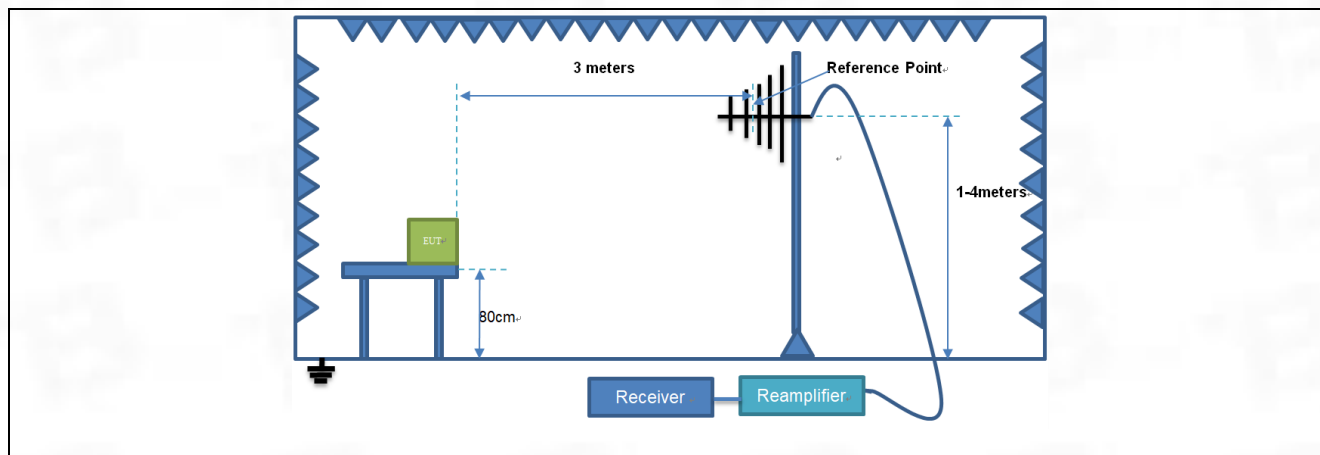 3 meters
Reference Point
1-4meters
EUT
80cm
Receiver
Reamplifier